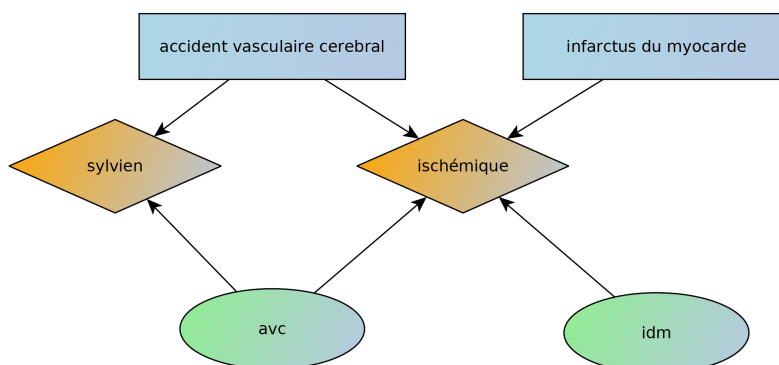 accident vasculaire cerebral
infarctus du myocarde
sylvien
ischémique
avc
idm